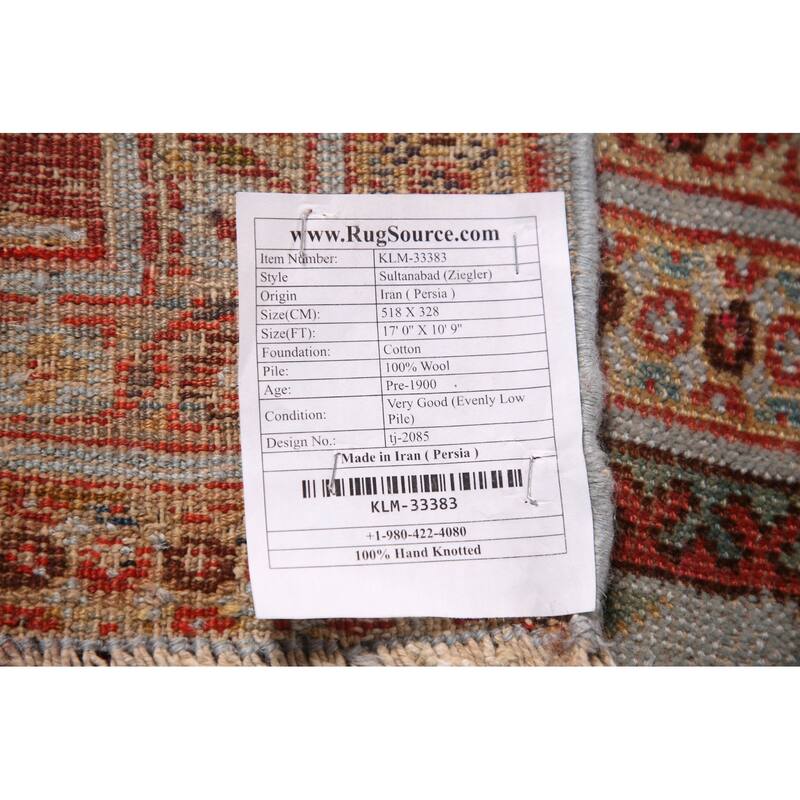 www.RugSource.com
Item Number: KLM-33383
Style Sultanabad (Ziegler)
Origin Iran ( Persia )
Size(CM): 518 X 328
Size(FT): 17' 0" X 10' 9"
Foundation: Cotton
Pile: 100% Wool
Age: Pre-1900
Condition: Very Good (Evenly Low
Pile)
Design No.: tj-2085
Made in Iran ( Persia )
KLM-33383
+1-980-422-4080
100% Hand Knotted